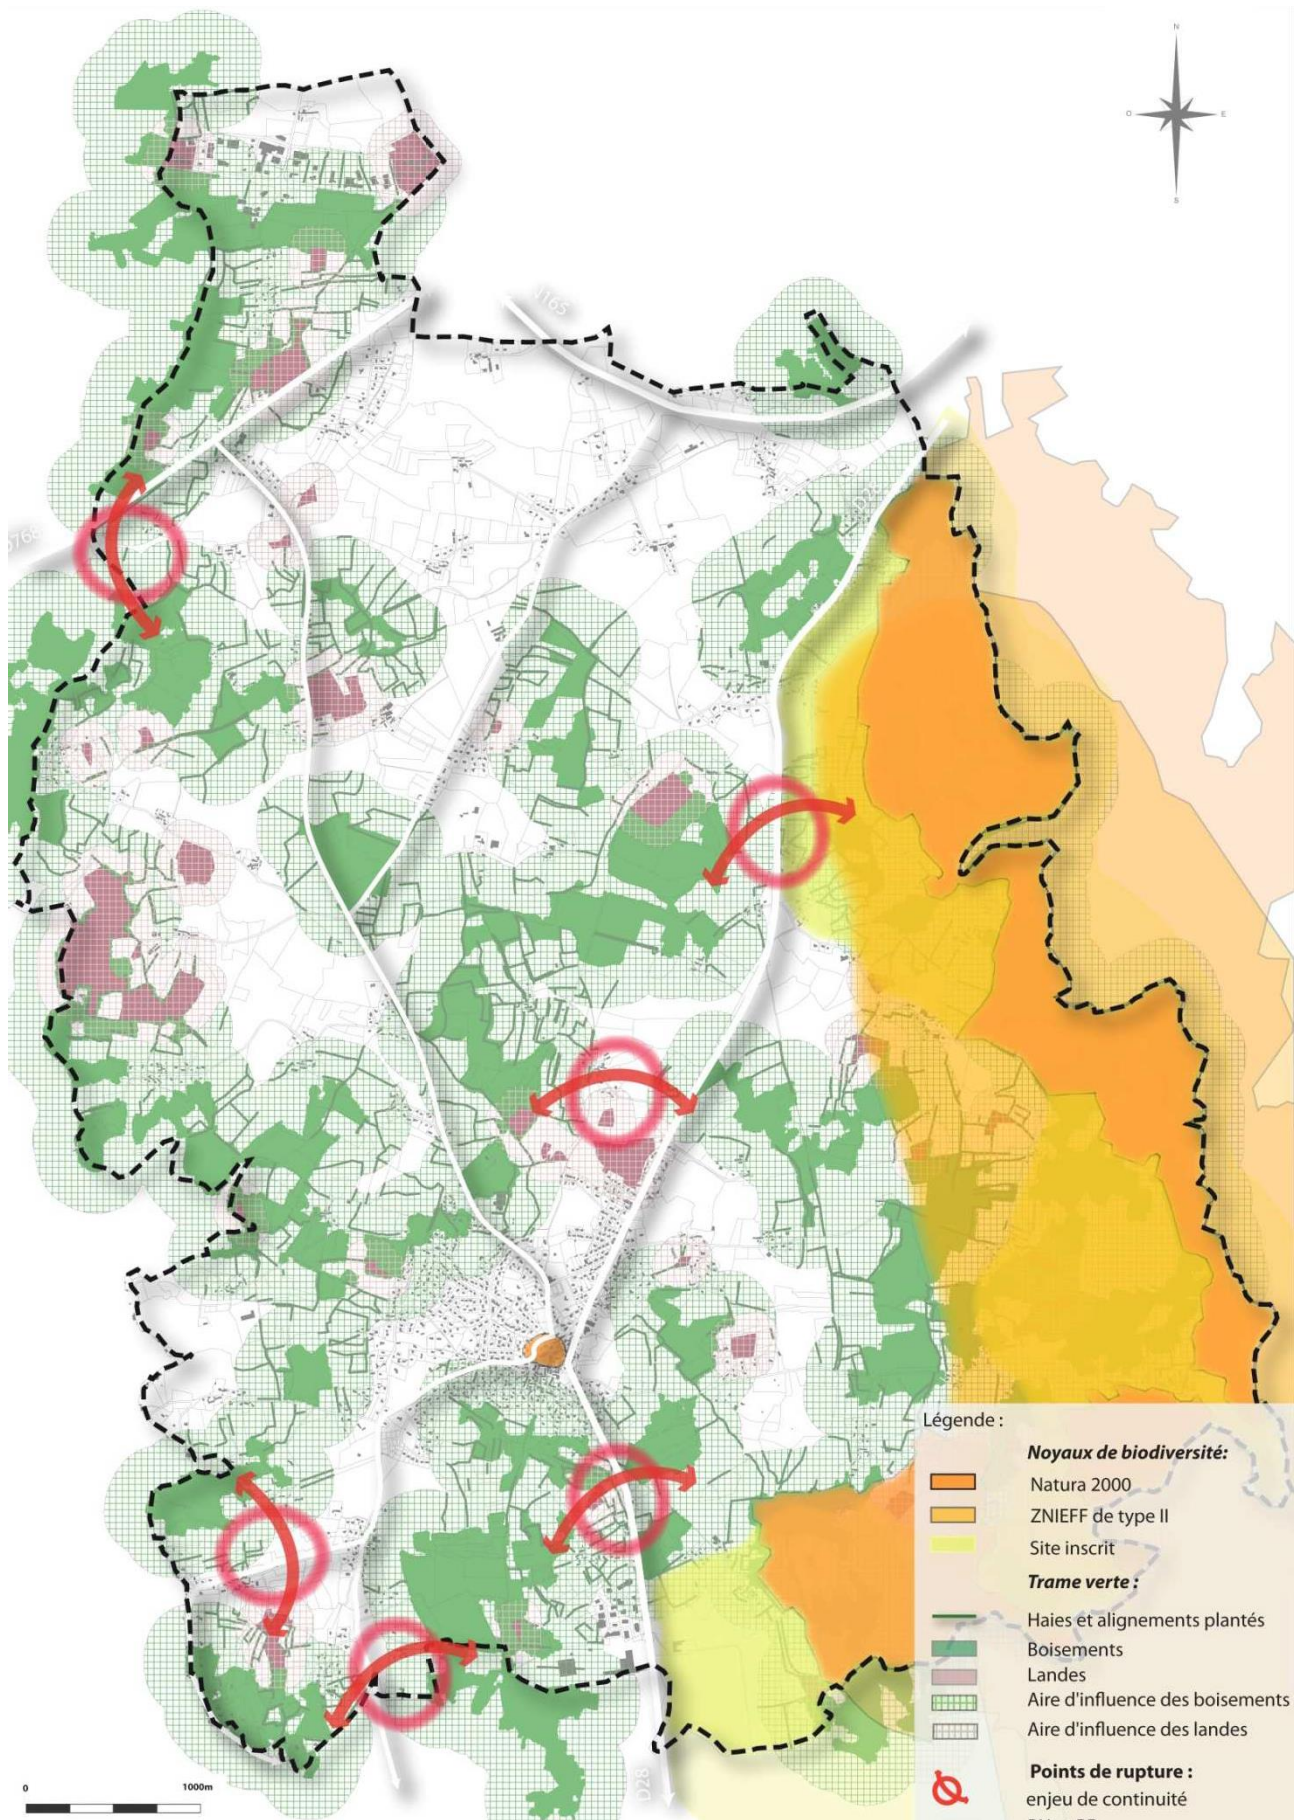 N
O
E
S
N165
D28
D768
Légende :
Noyaux de biodiversité:
Natura 2000
ZNIEFF de type II
Site inscrit
Trame verte :
Haies et alignements plantés
Boisements
Landes
Aire d'influence des boisements
Aire d'influence des landes
Points de rupture :
enjeu de continuité
0
1000m
D28